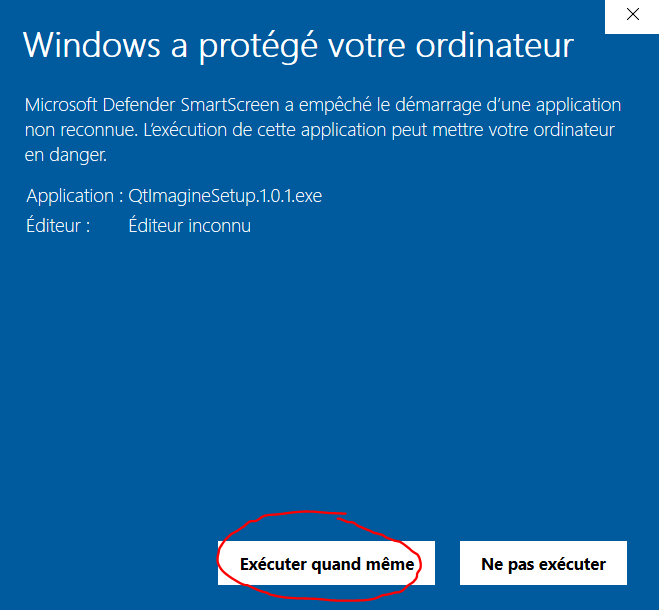 Windows a protégé votre ordinateur
Microsoft Defender SmartScreen a empêché le démarrage d’une application
non reconnue. L’exécution de cette application peut mettre votre ordinateur
en danger.
Application : QtImagineSetup.1.0.1.exe
Éditeur : Éditeur inconnu
Exécuter quand même Ne pas exécuter